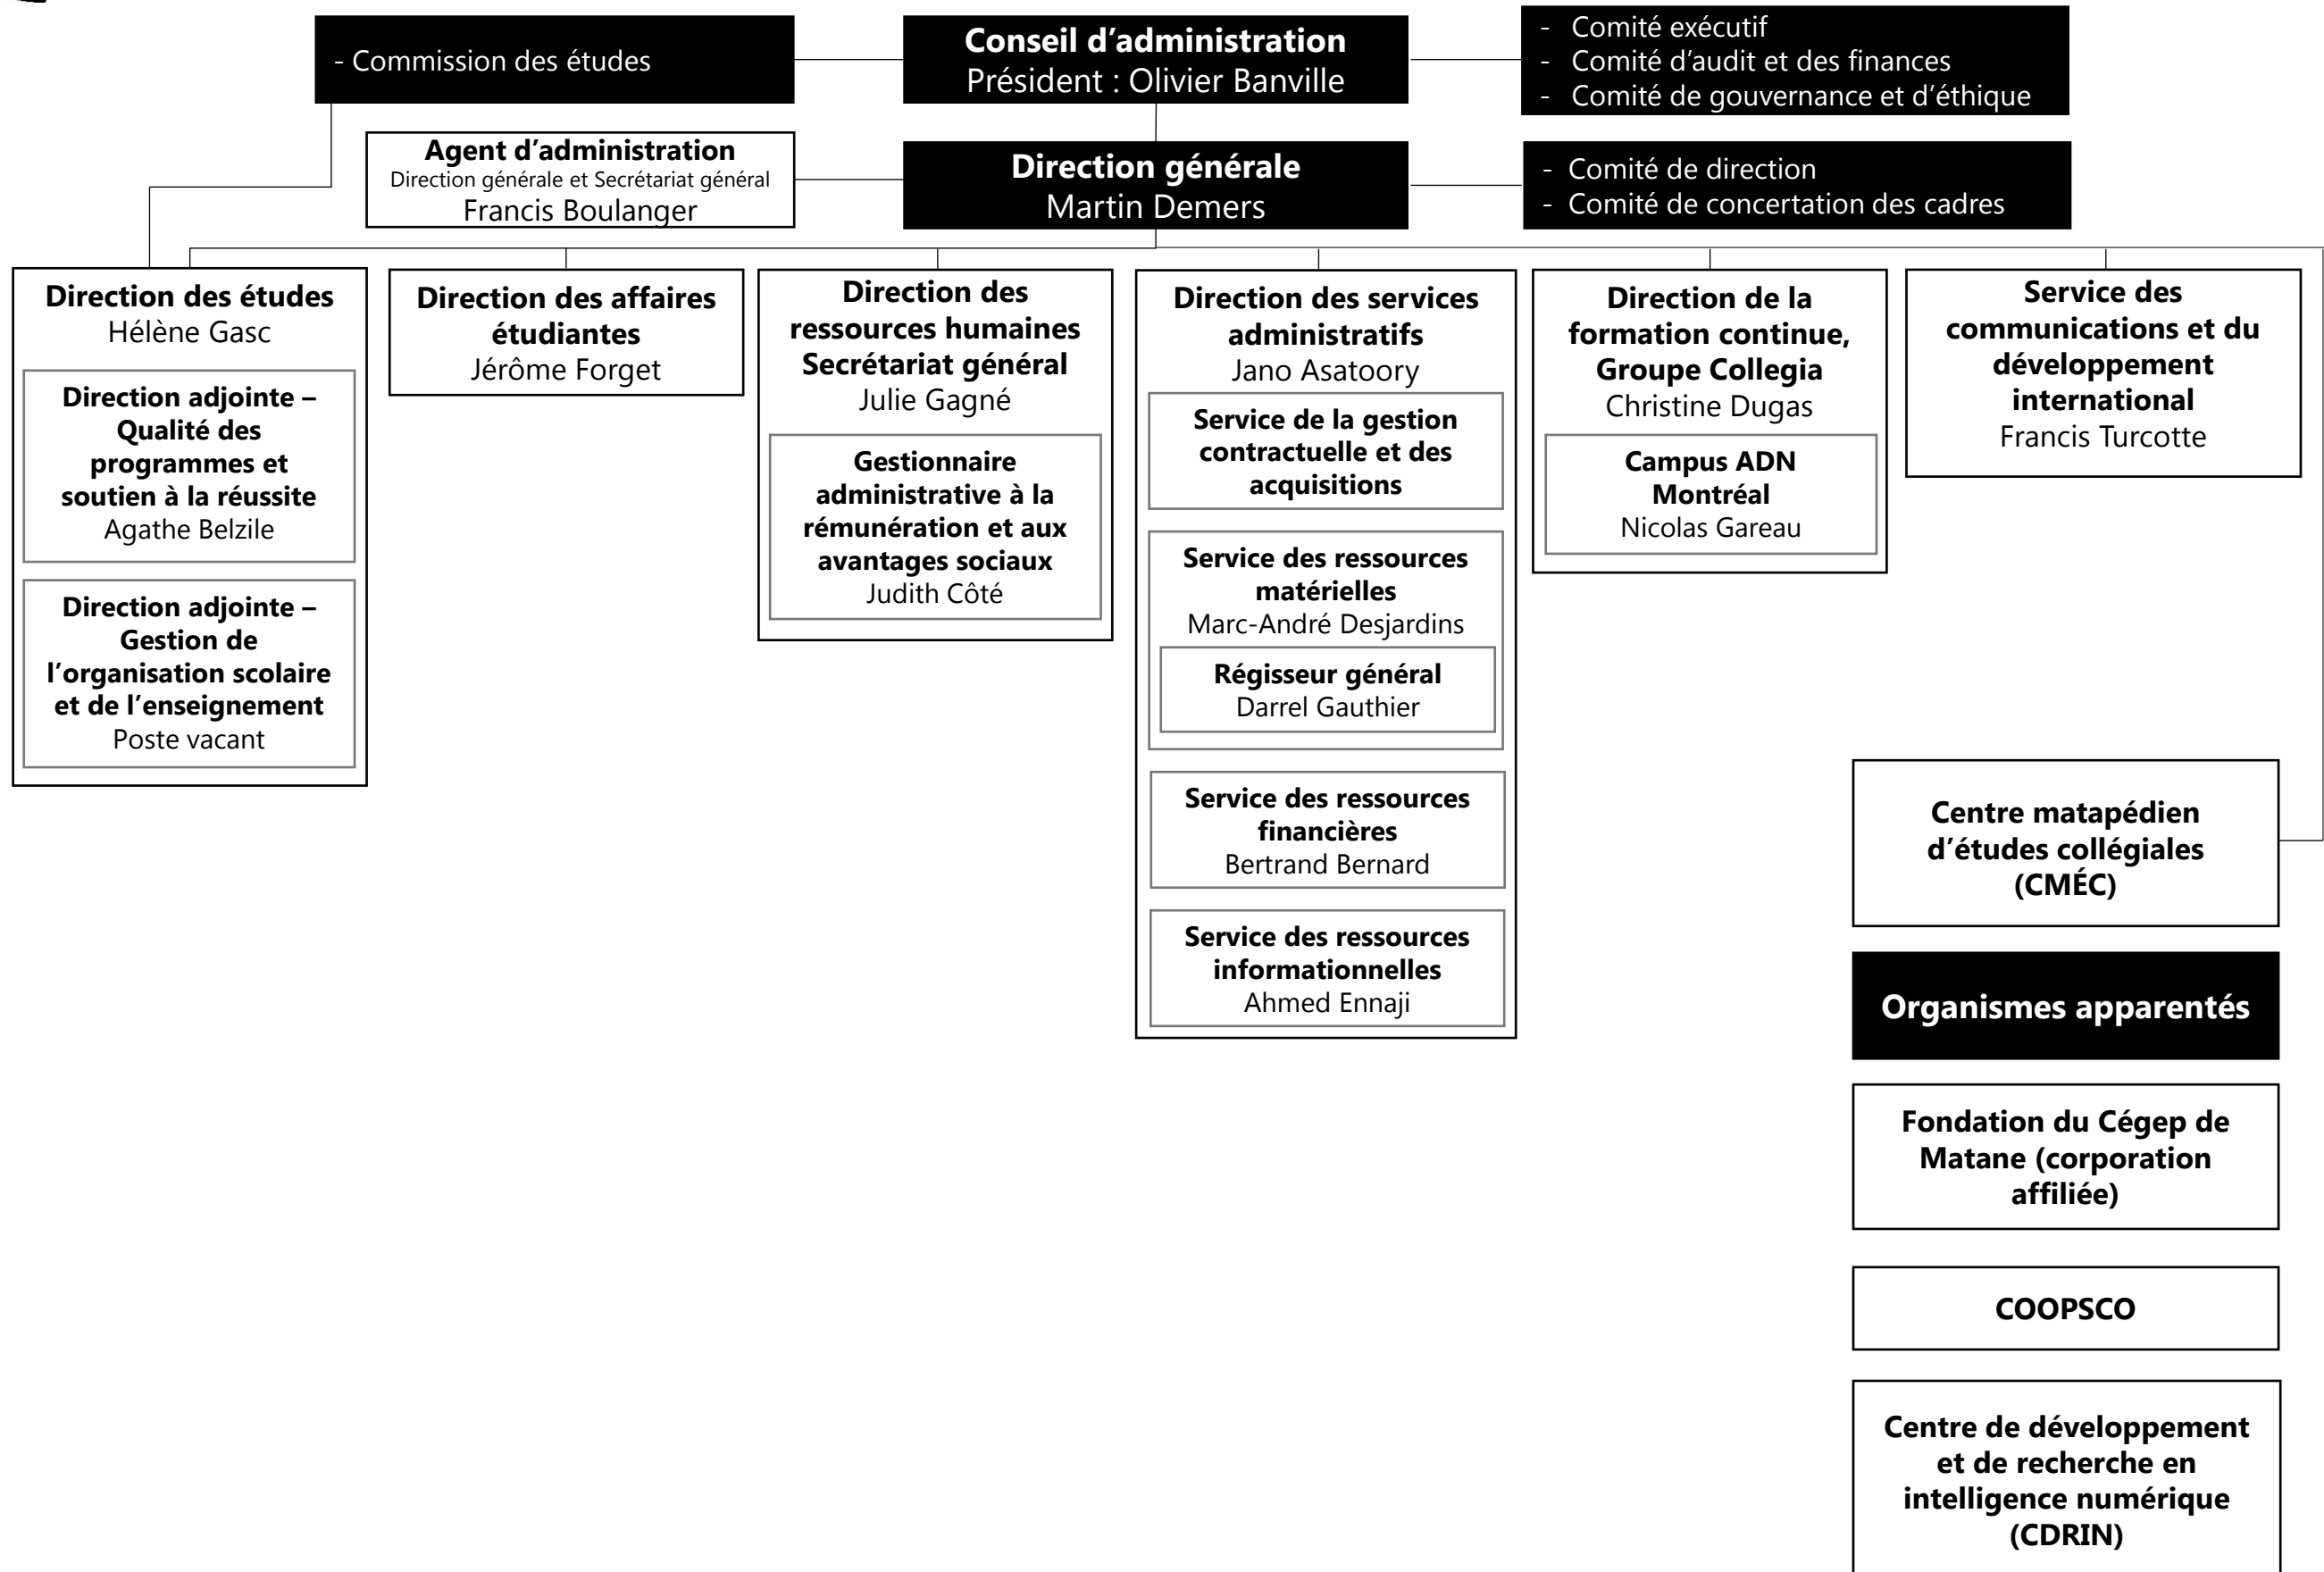 - Commission des études
Conseil d’administration
Président : Olivier Banville
- Comité exécutif
- Comité d'audit et des finances
- Comité de gouvernance et d’éthique
Agent d’administration
Direction générale et Secrétariat général
Francis Boulanger
Direction générale
Martin Demers
- Comité de direction
- Comité de concertation des cadres
Direction des études
Hélène Gasc
Direction adjointe –
Qualité des
programmes et
soutien à la réussite
Agathe Belzile
Direction adjointe –
Gestion de
l’organisation scolaire
et de l’enseignement
Poste vacant
Direction des affaires
étudiantes
Jérôme Forget
Direction des
ressources humaines
Secrétariat général
Julie Gagné
Gestionnaire
administrative à la
rémunération et aux
avantages sociaux
Judith Côté
Direction des services
administratifs
Jano Asatoory
Service de la gestion
contractuelle et des
acquisitions
Service des ressources
matérielles
Marc-André Desjardins
Régisseur général
Darrel Gauthier
Service des ressources
financières
Bertrand Bernard
Service des ressources
informationnelles
Ahmed Ennaji
Direction de la
formation continue,
Groupe Collegia
Christine Dugas
Campus ADN
Montréal
Nicolas Gareau
Service des
communications et du
développement
international
Francis Turcotte
Centre matapédien
d’études collégiales
(CMÉC)
Organismes apparentés
Fondation du Cégep de
Matane (corporation
affiliée)
COOPSCO
Centre de développement
et de recherche en
intelligence numérique
(CDRIN)